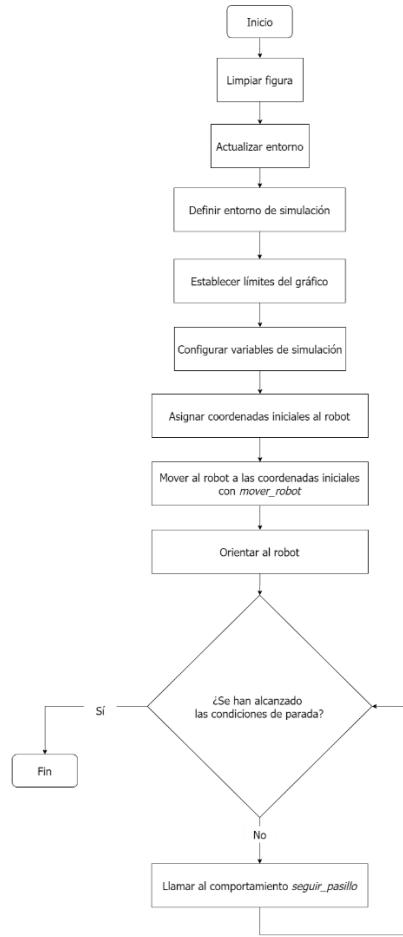 Inicio
Limpiar figura
Actualizar entorno
Definir entorno de simulación
Establecer límites del gráfico
Configurar variables de simulación
Asignar coordenadas iniciales al robot
Mover al robot a las coordenadas iniciales
con mover_robot
Orientar al robot
¿Se han alcanzado
las condiciones de parada?
Sí
Fin
No
Llamar al comportamiento seguir_pasillo